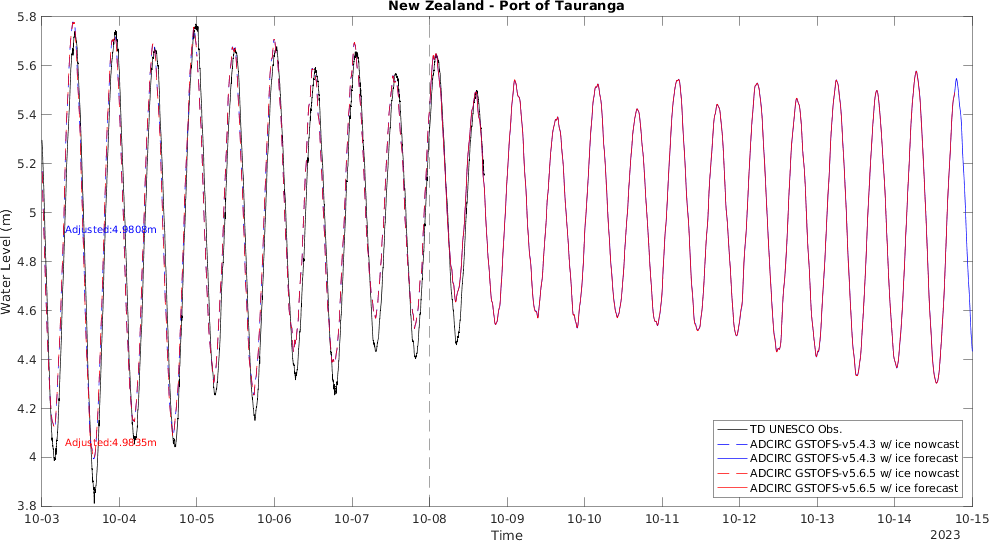 New Zealand - Port of Tauranga
Water Level (m)
5.8
5.6
5.4
5.2
5
4.8
4.6
4.4
4.2
4
3.8
Adjusted:4.9808m
Adjusted:4.9835m
TD UNESCO Obs.
ADCIRC GSTOFS-v5.4.3 w/ ice nowcast
ADCIRC GSTOFS-v5.4.3 w/ ice forecast
ADCIRC GSTOFS-v5.6.5 w/ ice nowcast
ADCIRC GSTOFS-v5.6.5 w/ ice forecast
10-03 10-04 10-05 10-06 10-07 10-08 10-09 10-10 10-11 10-12 10-13 10-14 10-15
Time
2023